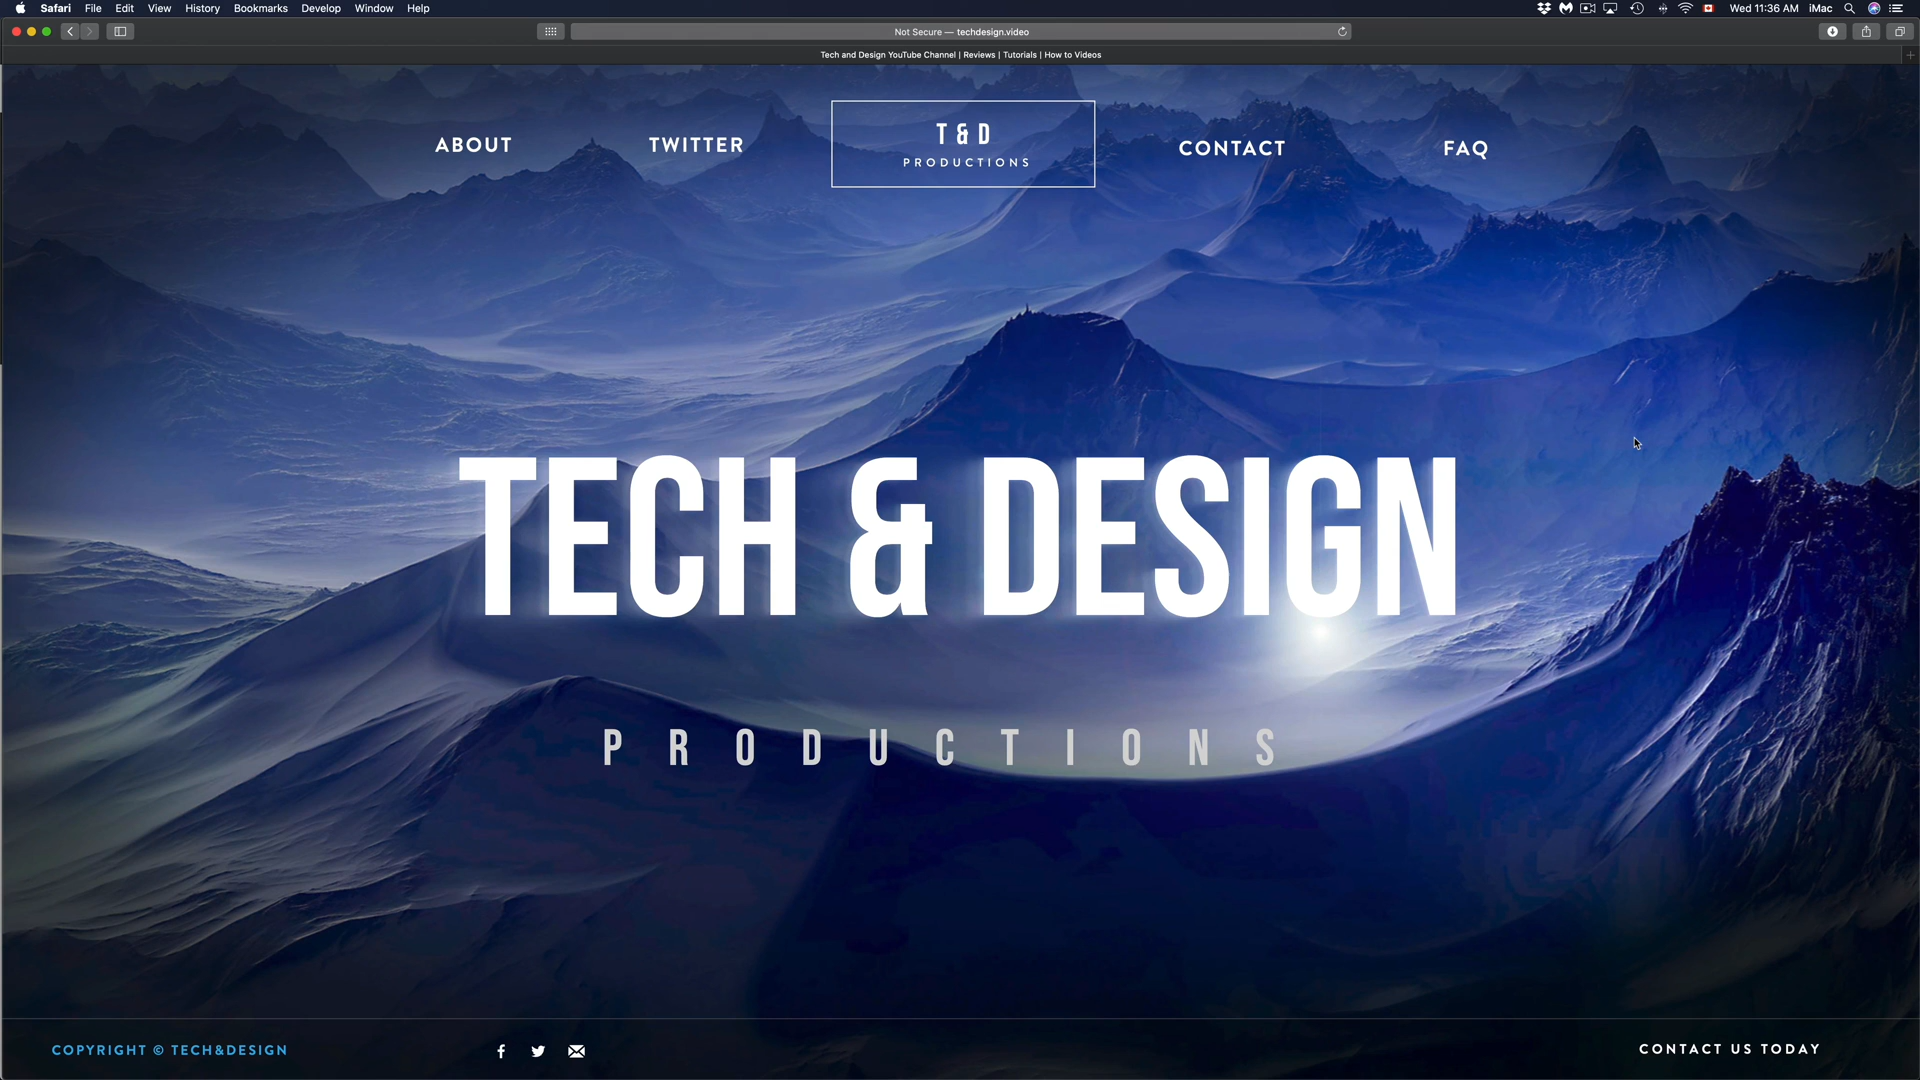 Safari File Edit View History Bookmarks Develop Window Help Wed 11:36 AM iMac
Not Secure — techdesign.video
Tech and Design YouTube Channel | Reviews | Tutorials | How to Videos
ABOUT TWITTER T & D CONTACT FAQ
PRODUCTIONS
TECH & DESIGN
PRODUCTIONS
COPYRIGHT © TECH&DESIGN CONTACT US TODAY